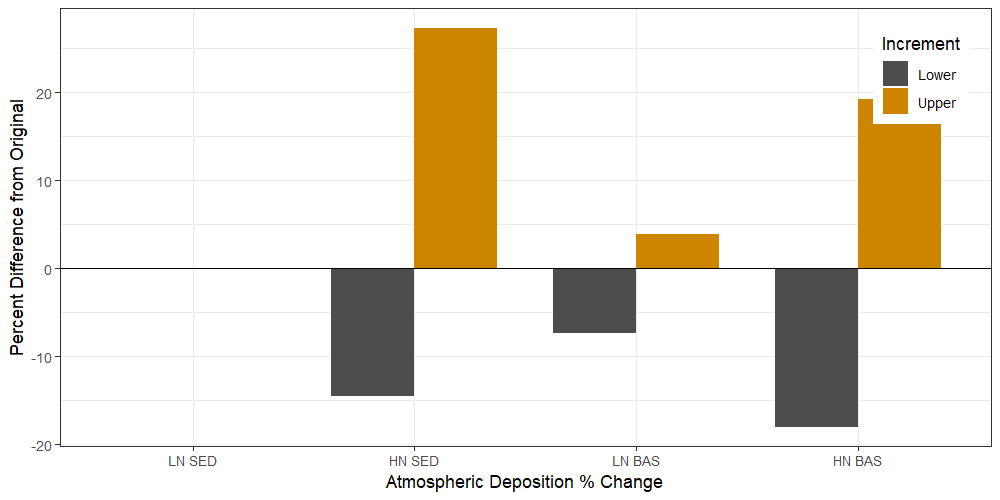 Percent Difference from Original
20
10
0
-10
-20
Increment
Lower
Upper
LN SED
HN SED
LN BAS
HN BAS
Atmospheric Deposition % Change